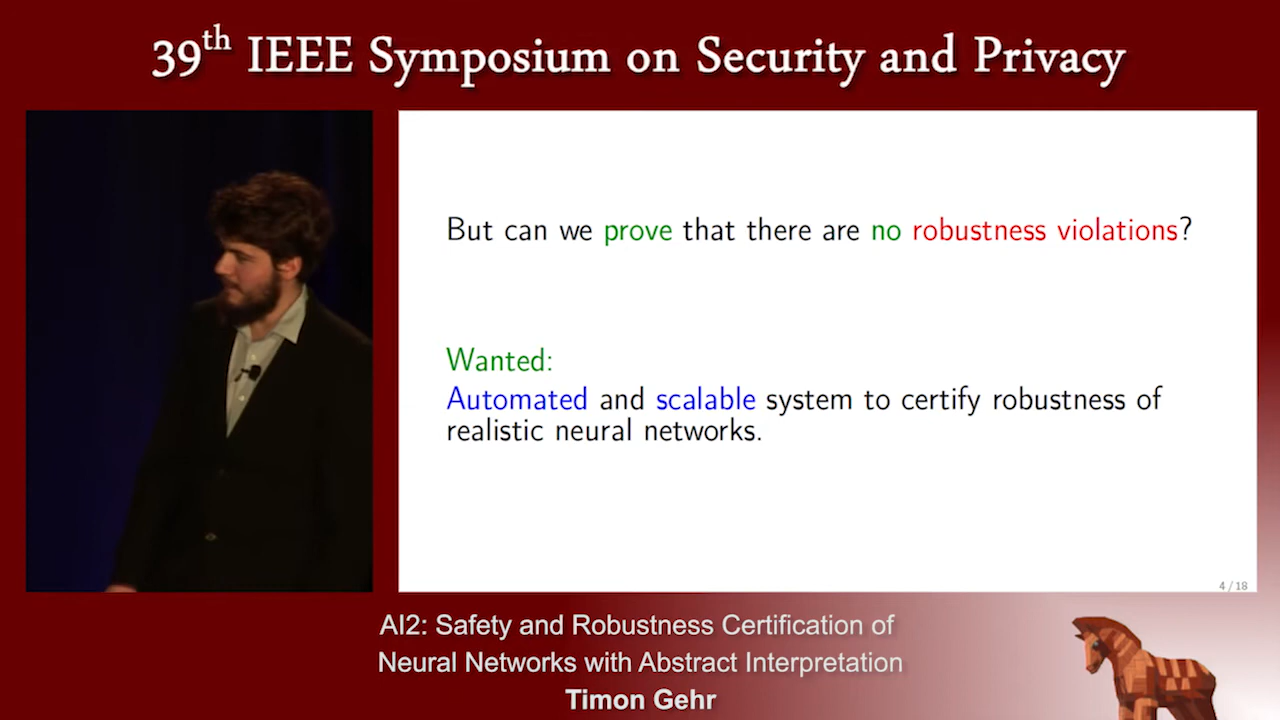 39th IEEE Symposium on Security and Privacy
But can we prove that there are no robustness violations?
Wanted:
Automated and scalable system to certify robustness of
realistic neural networks.
4 / 18
AI2: Safety and Robustness Certification of
Neural Networks with Abstract Interpretation
Timon Gehr